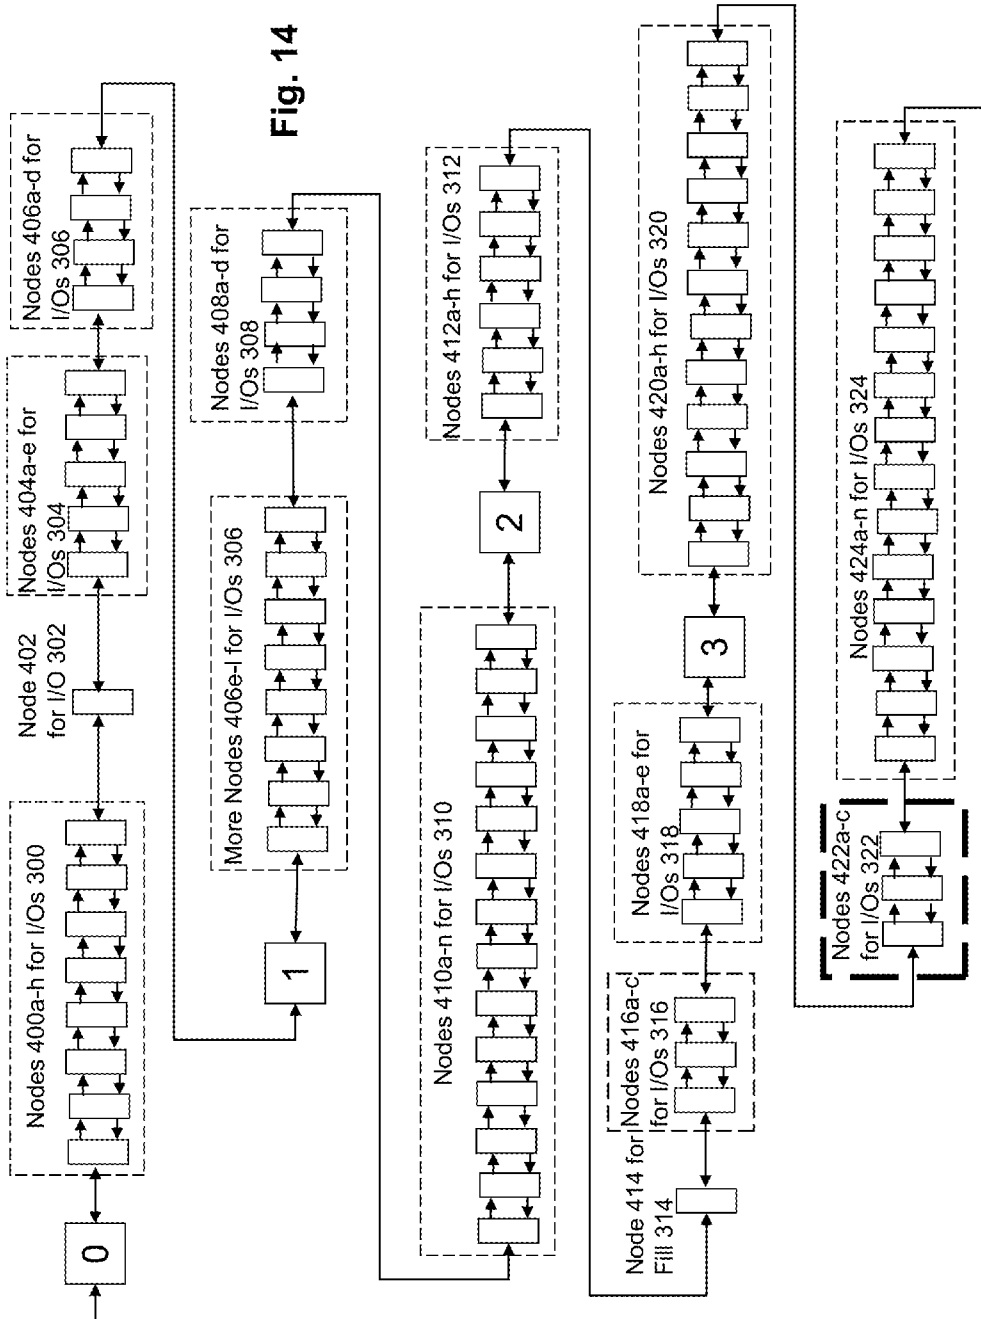 0
Nodes 400a-h for I/Os 300
Node 402
for I/O 302
Nodes 404a-e for
I/Os 304
Nodes 406a-d for
I/Os 306
1
More Nodes 406e-l for I/Os 306
Nodes 408a-d for
I/Os 308
Fig. 14
Nodes 410a-n for I/Os 310
2
Nodes 412a-h for I/Os 312
Node 414 for
Fill 314
Nodes 416a-c
for I/Os 316
Nodes 418a-e for
I/Os 318
3
Nodes 420a-h for I/Os 320
Nodes 422a-c
for I/Os 322
Nodes 424a-n for I/Os 324